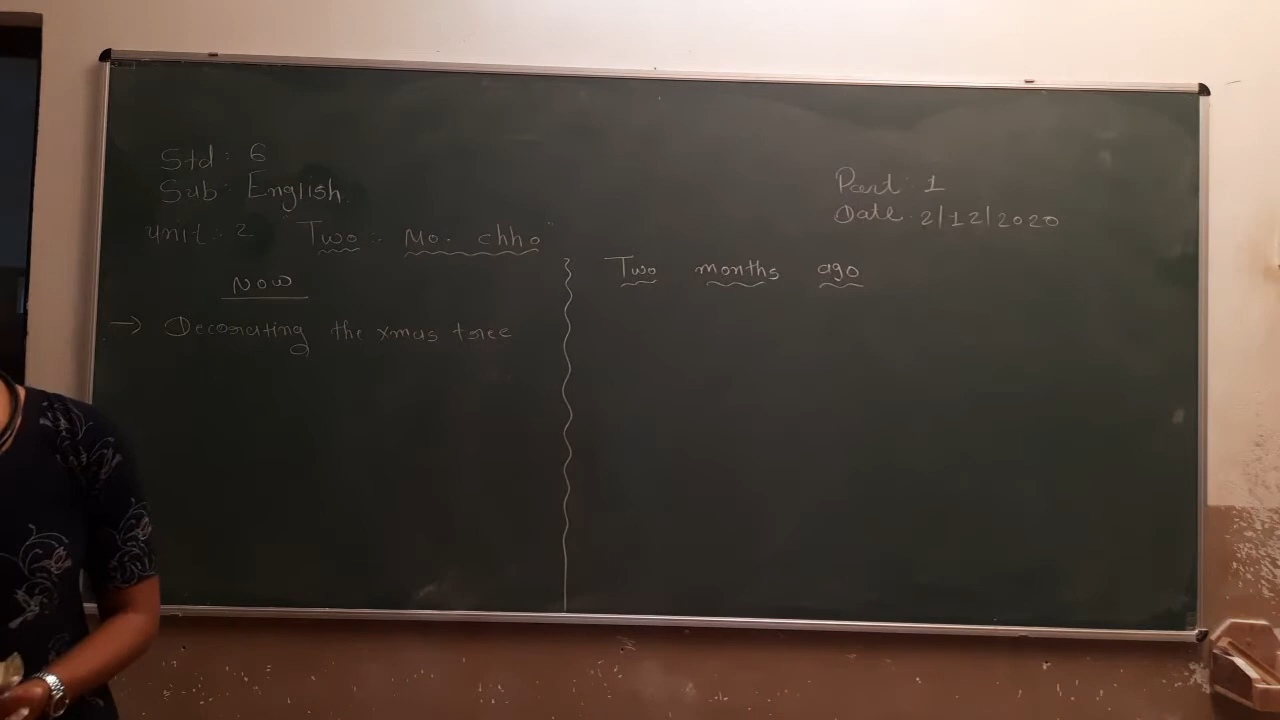 Std : 6
Sub : English.
Unit : 2 "Two :- Mo. chho"
Part : 1
Date : 2/12/2020
Now
→ Decorating the xmas tree
Two months ago